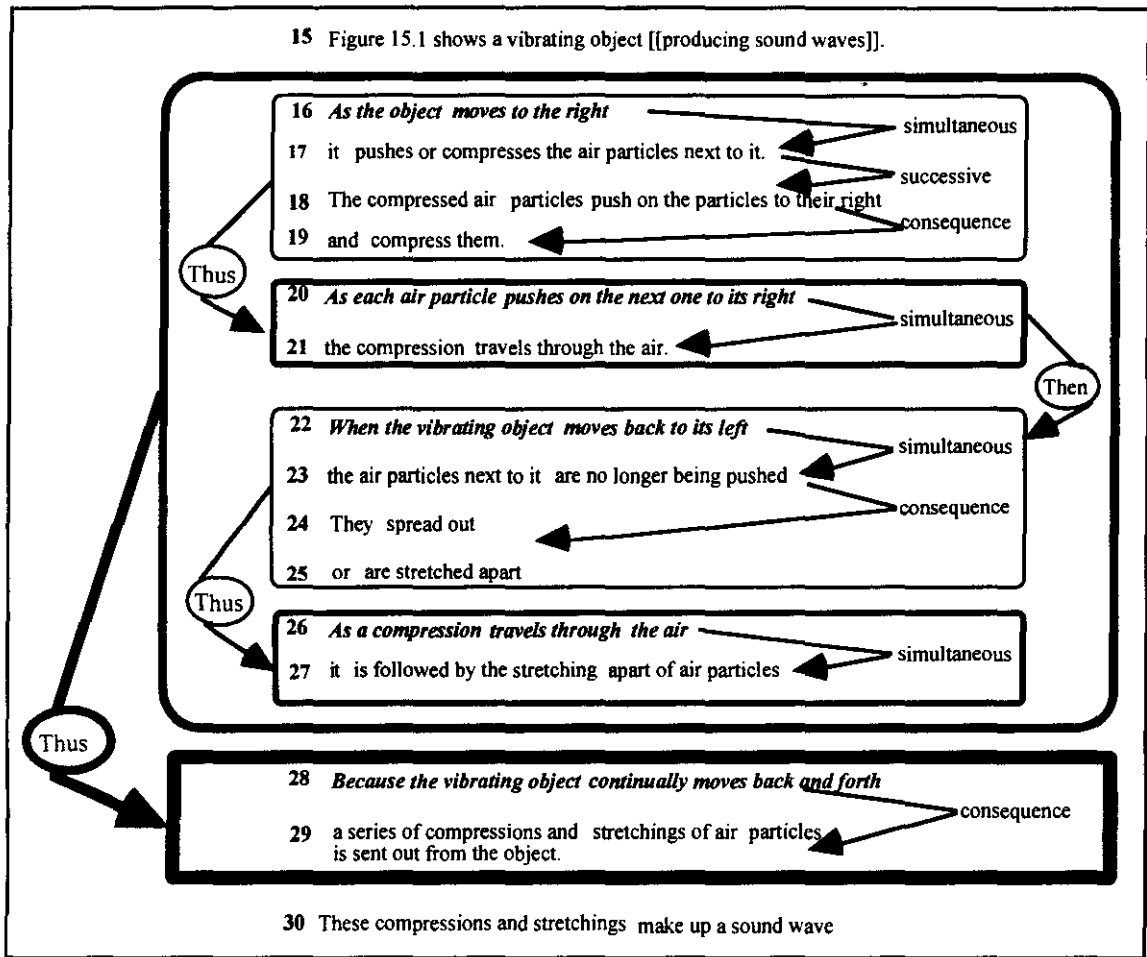 15 Figure 15.1 shows a vibrating object [[producing sound waves]].
16 As the object moves to the right
simultaneous
17 it pushes or compresses the air particles next to it.
successive
18 The compressed air particles push on the particles to their right
consequence
19 and compress them.
Thus
20 As each air particle pushes on the next one to its right
simultaneous
21 the compression travels through the air.
Then
22 When the vibrating object moves back to its left
simultaneous
23 the air particles next to it are no longer being pushed
consequence
24 They spread out
25 or are stretched apart
Thus
26 As a compression travels through the air
simultaneous
27 it is followed by the stretching apart of air particles
Thus
28 Because the vibrating object continually moves back and forth
consequence
29 a series of compressions and stretchings of air particles
is sent out from the object.
30 These compressions and stretchings make up a sound wave